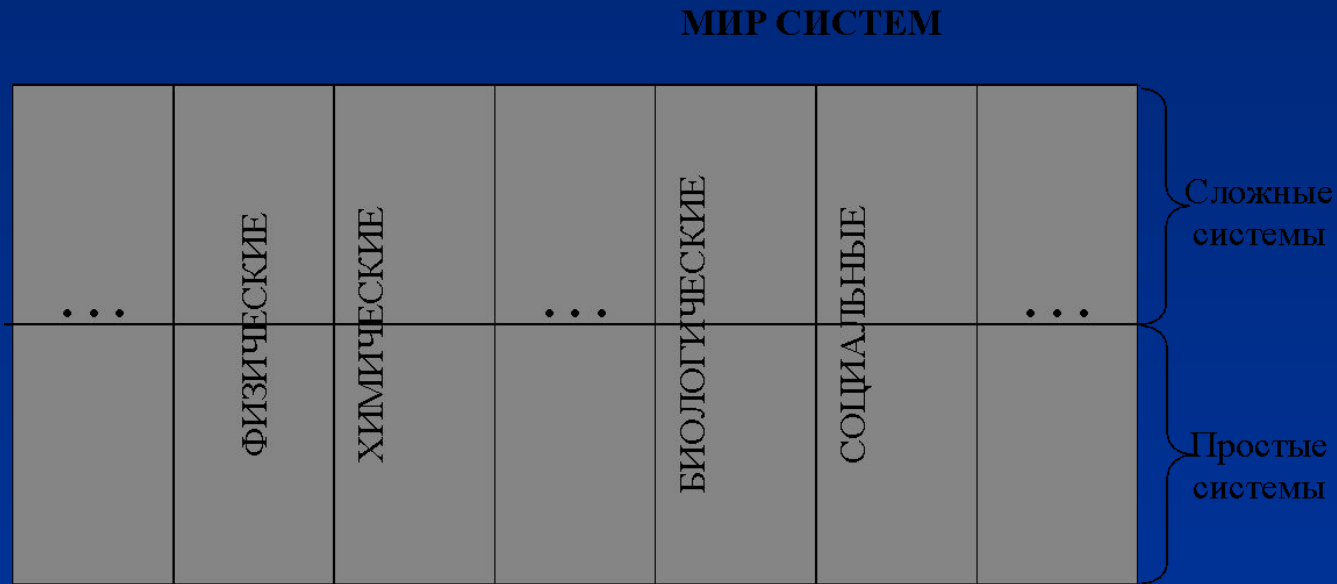 МИР СИСТЕМ
. . .
ФИЗИЧЕСКИЕ
ХИМИЧЕСКИЕ
. . .
БИОЛОГИЧЕСКИЕ
СОЦИАЛЬНЫЕ
. . .
Сложные
системы
Простые
системы